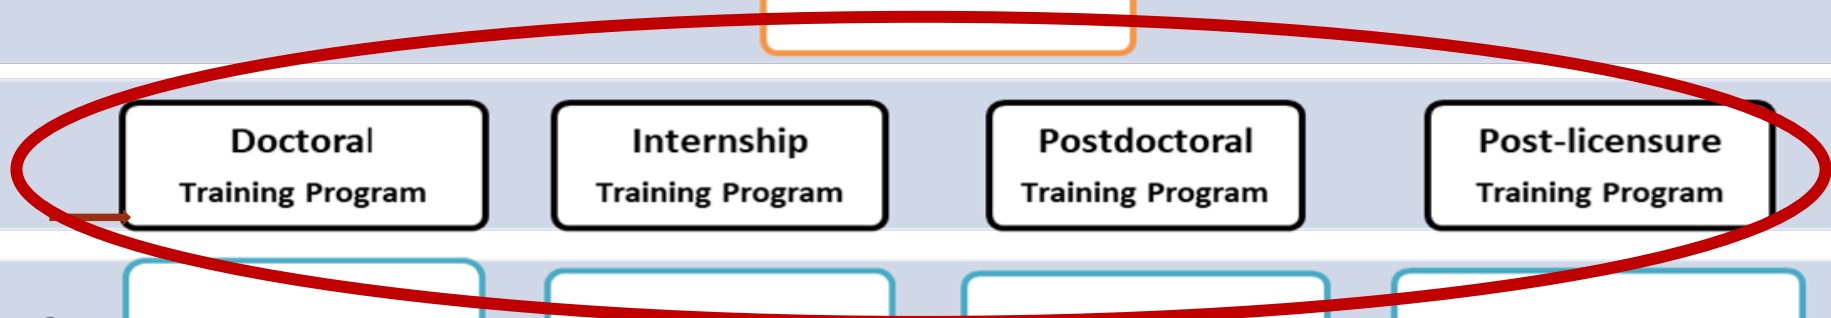 Doctoral
Training Program
Internship
Training Program
Postdoctoral
Training Program
Post-licensure
Training Program